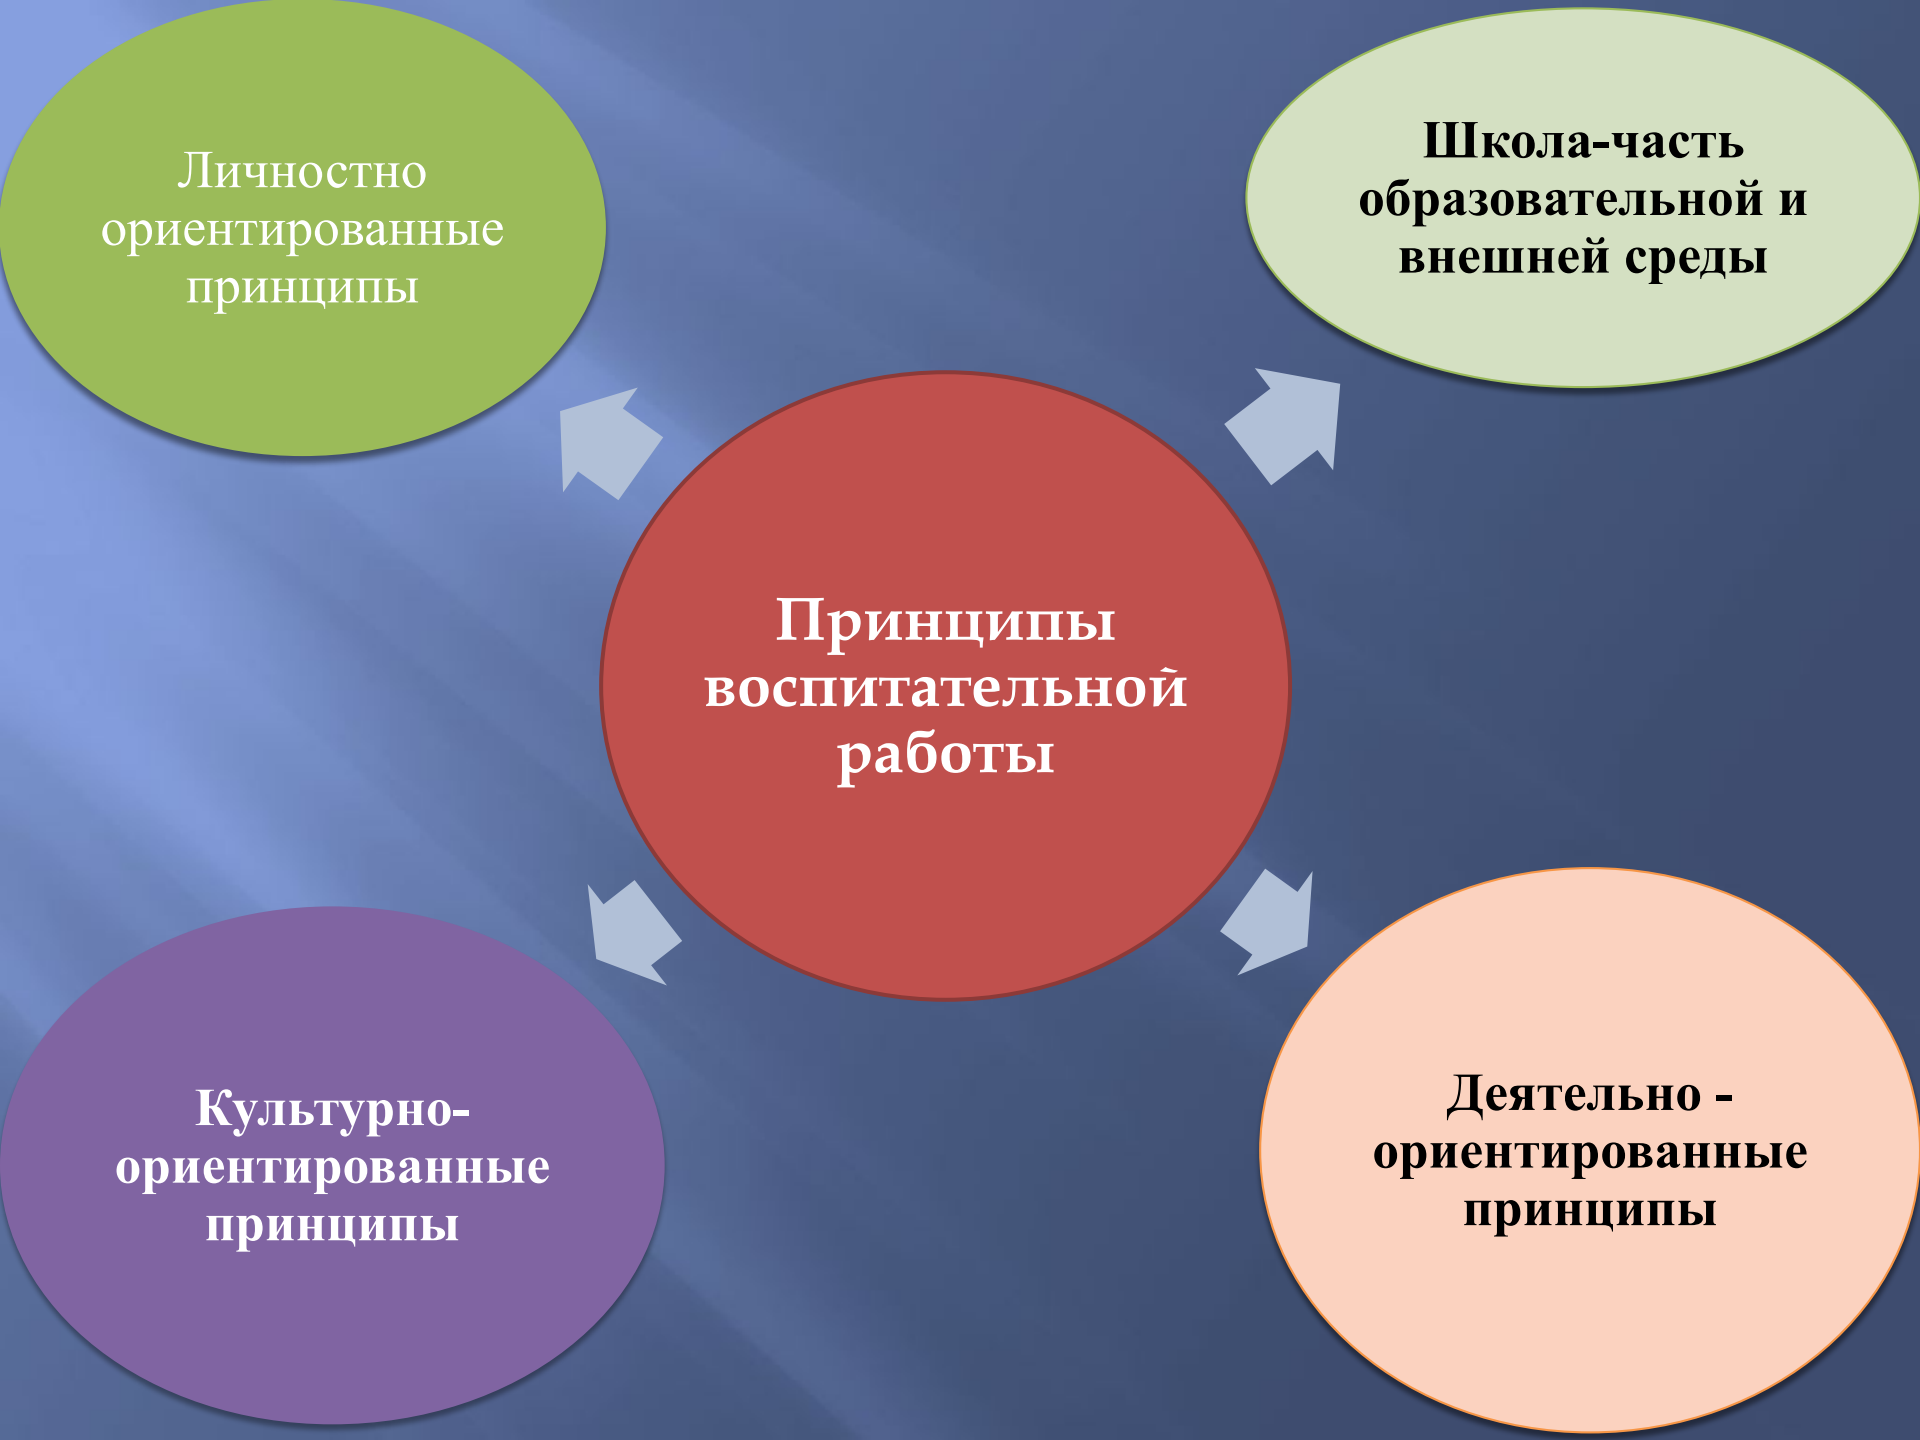 Личностно
ориентированные
принципы
Школа-часть
образовательной и
внешней среды
Принципы
воспитательной
работы
Культурно-
ориентированные
принципы
Деятельно -
ориентированные
принципы